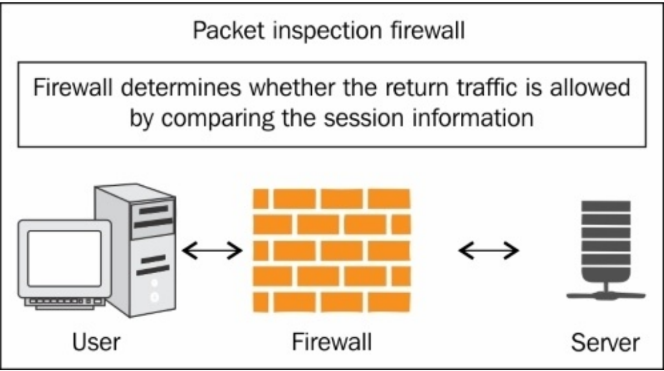 Packet inspection firewall
Firewall determines whether the return traffic is allowed
by comparing the session information
User
Firewall
Server